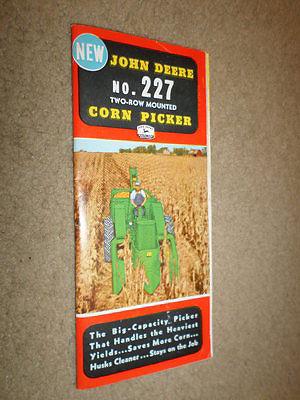 NEW
JOHN DEERE
NO. 227
TWO-ROW MOUNTED
CORN PICKER
The Big-Capacity Picker
That Handles the Heaviest
Yields...Saves More Corn...
Husks Cleaner...Stays on the Job